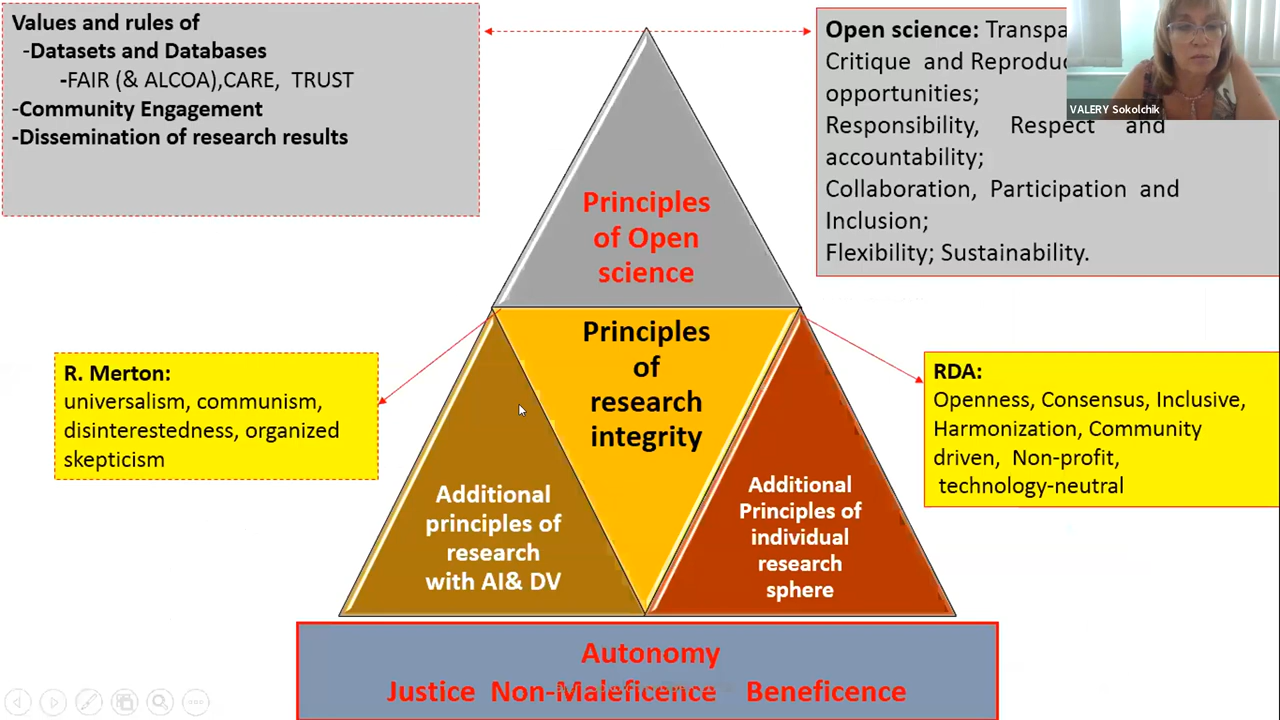 Values and rules of
-Datasets and Databases
-FAIR (& ALCOA),CARE, TRUST
-Community Engagement
-Dissemination of research results
Open science:
Critique and
opportunities;
Responsibility, Respect and
accountability;
Collaboration, Participation and
Inclusion;
Flexibility; Sustainability.
VALERY Sokolchik
Principles
of Open
science
R. Merton:
universalism, communism,
disinterestedness, organized
skepticism
Principles
of
research
integrity
RDA:
Openness, Consensus, Inclusive,
Harmonization, Community
driven, Non-profit,
technology-neutral
Additional
principles of
research
with AI& DV
Additional
Principles of
individual
research
sphere
Autonomy
Justice Non-Maleficence Beneficence